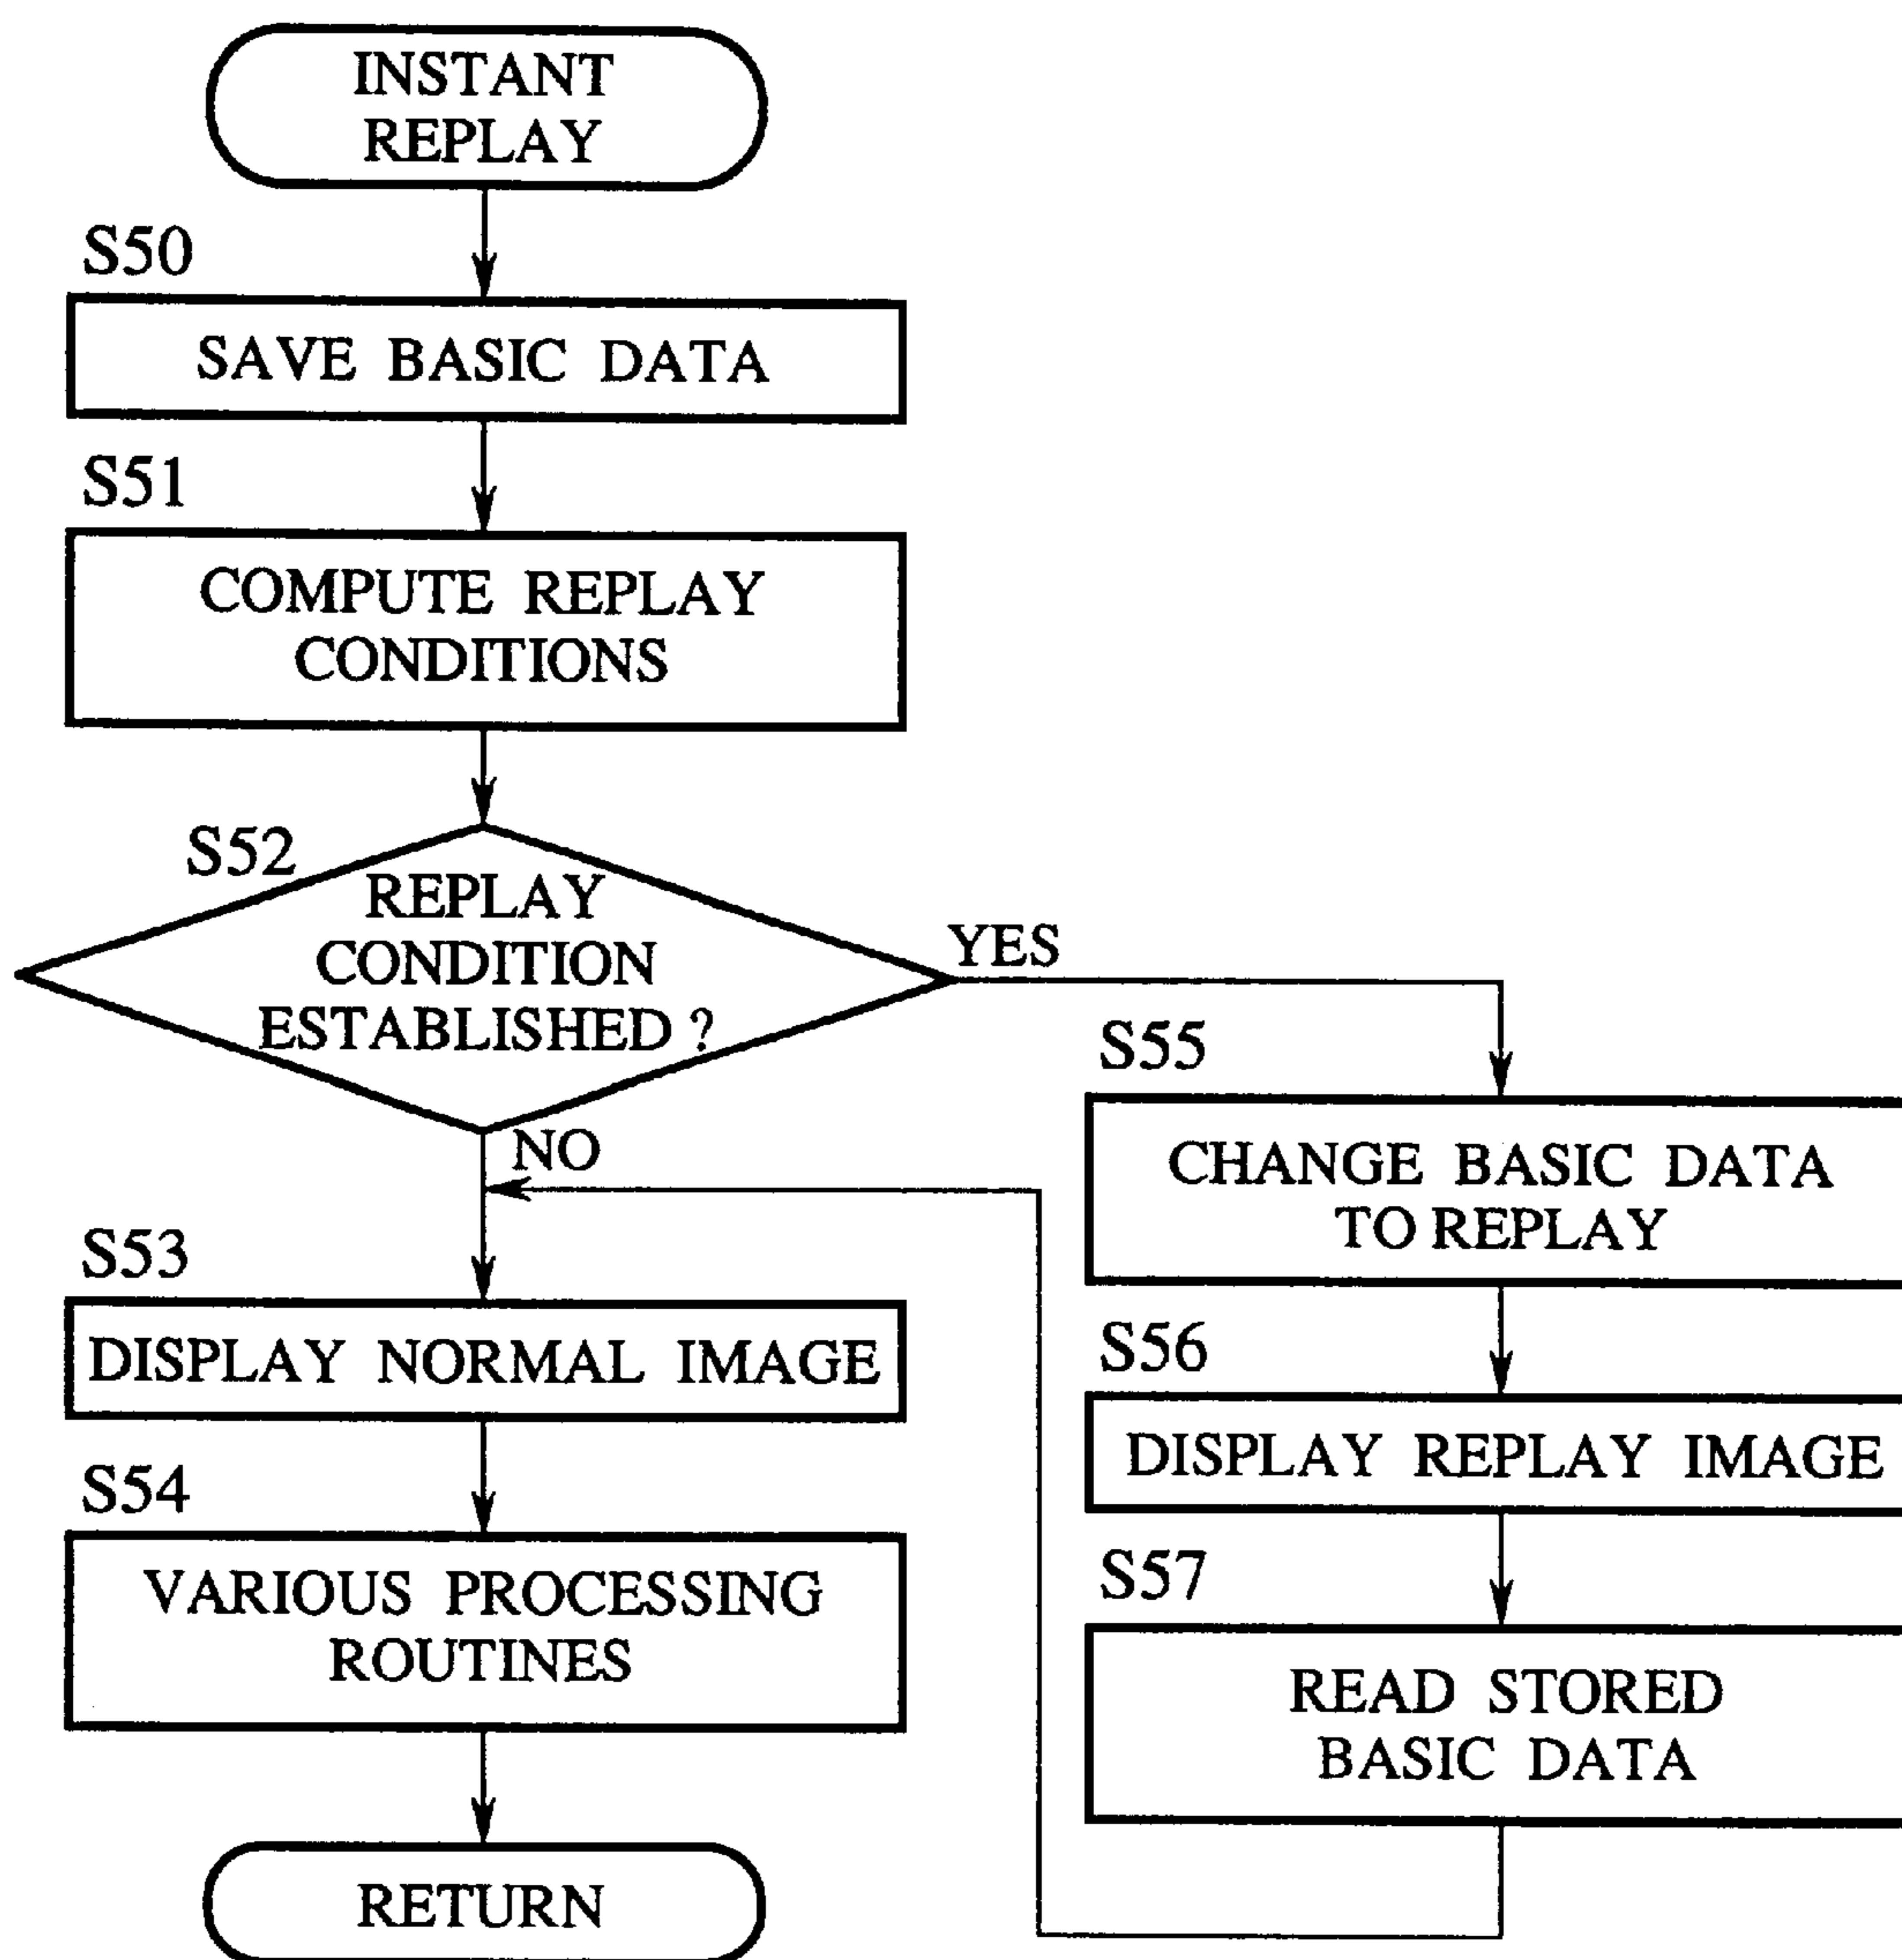 INSTANT
REPLAY
S50
SAVE BASIC DATA
S51
COMPUTE REPLAY
CONDITIONS
S52
REPLAY
CONDITION
ESTABLISHED ?
YES
NO
S53
DISPLAY NORMAL IMAGE
S54
VARIOUS PROCESSING
ROUTINES
RETURN
S55
CHANGE BASIC DATA
TO REPLAY
S56
DISPLAY REPLAY IMAGE
S57
READ STORED
BASIC DATA